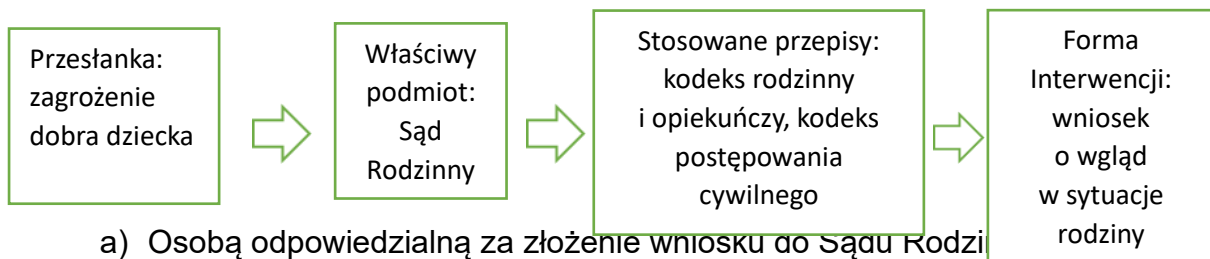 Przesłanka:
zagrożenie
dobra dziecka
Właściwy
podmiot:
Sąd
Rodzinny
Stosowane przepisy:
kodeks rodzinny
i opiekuńczy, kodeks
postępowania
cywilnego
Forma
Interwencji:
wniosek
o wgląd
w sytuacje
rodziny
a) Osobą odpowiedzialną za złożenie wniosku do Sądu